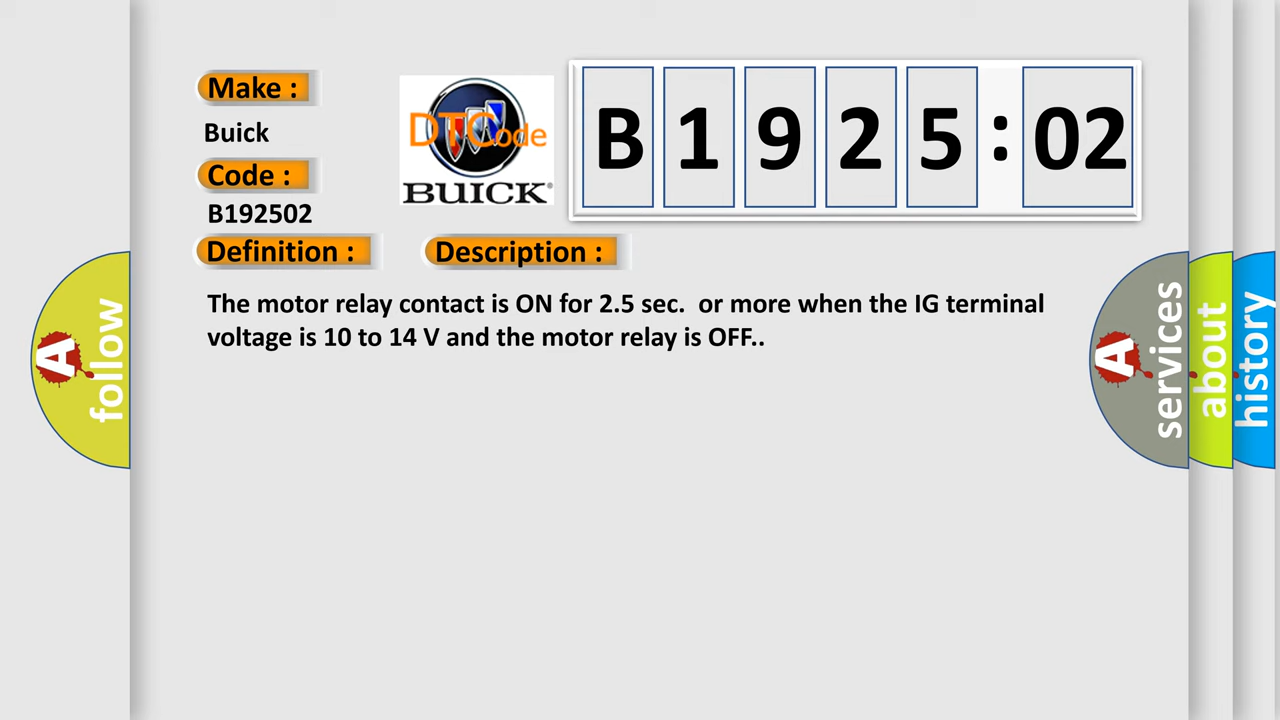 Make :
Buick
Code :
B192502
DTCode
BUICK®
B 1 9 2 5 : 02
Definition :
Description :
The motor relay contact is ON for 2.5 sec.  or more when the IG terminal
voltage is 10 to 14 V and the motor relay is OFF..
A follow
A services
about
history